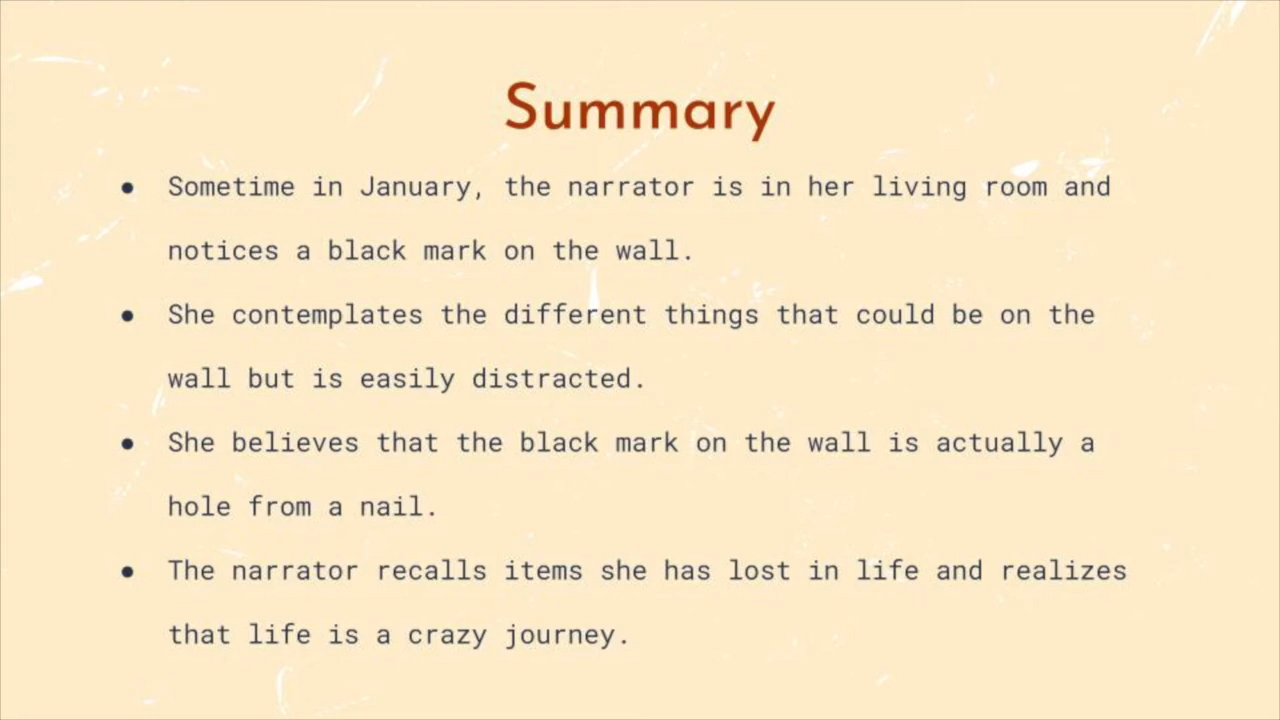 Summary
● Sometime in January, the narrator is in her living room and
notices a black mark on the wall.
● She contemplates the different things that could be on the
wall but is easily distracted.
● She believes that the black mark on the wall is actually a
hole from a nail.
● The narrator recalls items she has lost in life and realizes
that life is a crazy journey.